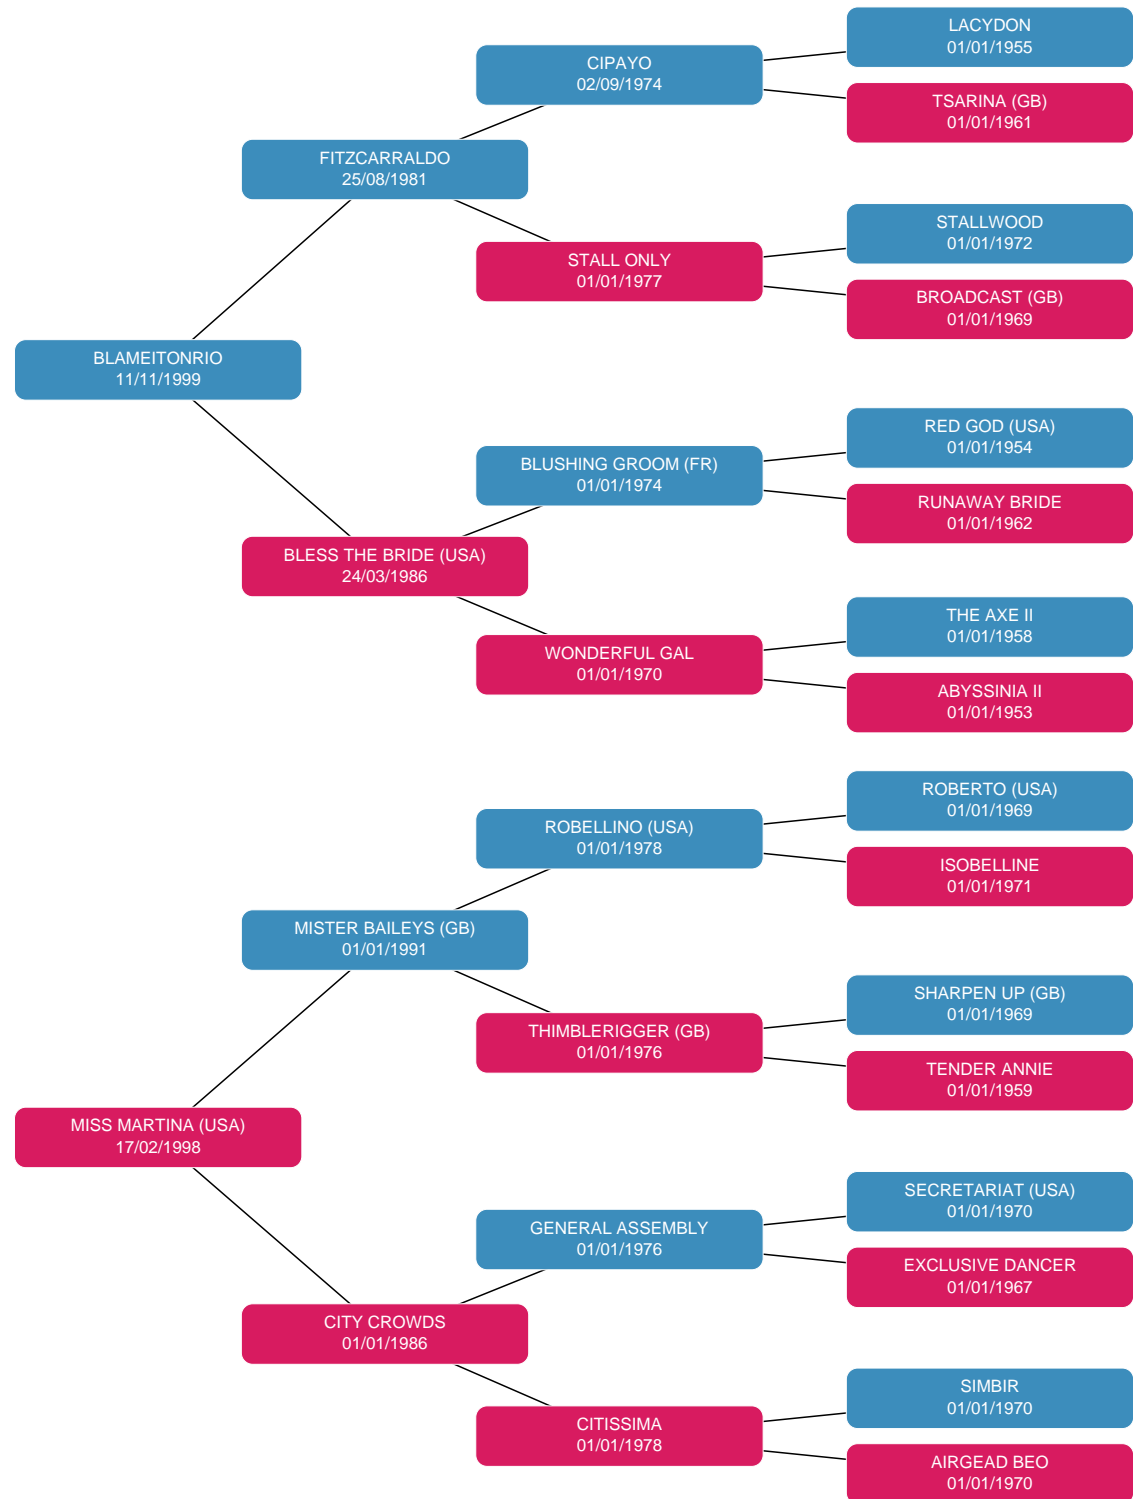 LACYDON
01/01/1955
CIPAYO
02/09/1974
TSARINA (GB)
01/01/1961
FITZCARRALDO
25/08/1981
STALLWOOD
01/01/1972
STALL ONLY
01/01/1977
BROADCAST (GB)
01/01/1969
BLAMEITONRIO
11/11/1999
RED GOD (USA)
01/01/1954
BLUSHING GROOM (FR)
01/01/1974
RUNAWAY BRIDE
01/01/1962
BLESS THE BRIDE (USA)
24/03/1986
THE AXE II
01/01/1958
WONDERFUL GAL
01/01/1970
ABYSSINIA II
01/01/1953
ROBERTO (USA)
01/01/1969
ROBELLINO (USA)
01/01/1978
ISOBELLINE
01/01/1971
MISTER BAILEYS (GB)
01/01/1991
SHARPEN UP (GB)
01/01/1969
THIMBLERIGGER (GB)
01/01/1976
TENDER ANNIE
01/01/1959
MISS MARTINA (USA)
17/02/1998
SECRETARIAT (USA)
01/01/1970
GENERAL ASSEMBLY
01/01/1976
EXCLUSIVE DANCER
01/01/1967
CITY CROWDS
01/01/1986
SIMBIR
01/01/1970
CITISSIMA
01/01/1978
AIRGEAD BEO
01/01/1970